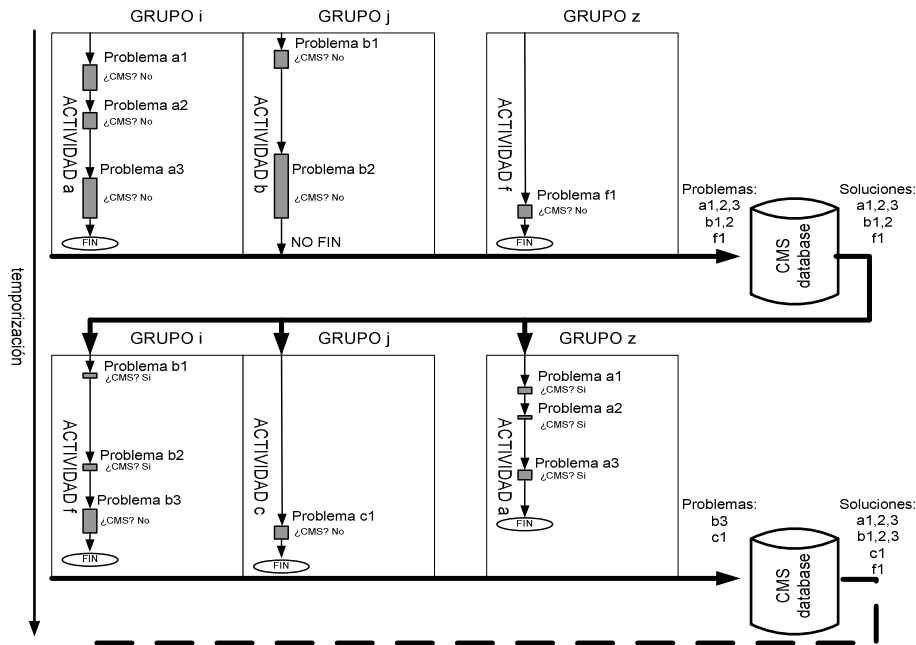 GRUPO i
GRUPO j
GRUPO z
temporización
ACTIVIDAD a
Problema a1
¿CMS? No
Problema a2
¿CMS? No
Problema a3
¿CMS? No
FIN
ACTIVIDAD b
Problema b1
¿CMS? No
Problema b2
¿CMS? No
NO FIN
ACTIVIDAD f
Problema f1
¿CMS? No
FIN
Problemas:
a1,2,3
b1,2
f1
CMS
database
Soluciones:
a1,2,3
b1,2
f1
GRUPO i
GRUPO j
GRUPO z
ACTIVIDAD f
Problema b1
¿CMS? Si
Problema b2
¿CMS? Si
Problema b3
¿CMS? No
FIN
ACTIVIDAD c
Problema c1
¿CMS? No
FIN
ACTIVIDAD a
Problema a1
¿CMS? Si
Problema a2
¿CMS? Si
Problema a3
¿CMS? Si
FIN
Problemas:
b3
c1
CMS
database
Soluciones:
a1,2,3
b1,2,3
c1
f1